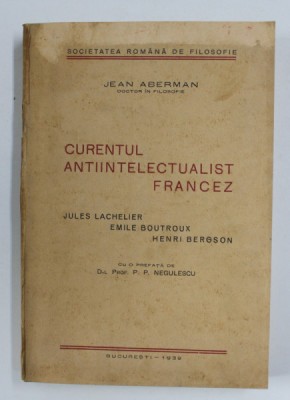 SOCIETATEA ROMÂNĂ DE FILOSOFIE
JEAN ABERMAN
DOCTOR ÎN FILOSOFIE
CURENTUL
ANTIINTELECTUALIST
FRANCEZ
JULES LACHELIER
EMILE BOUTROUX
HENRI BERGSON
CU O PREFAȚĂ DE
D-L PROF. P. P. NEGULESCU
BUCUREȘTI